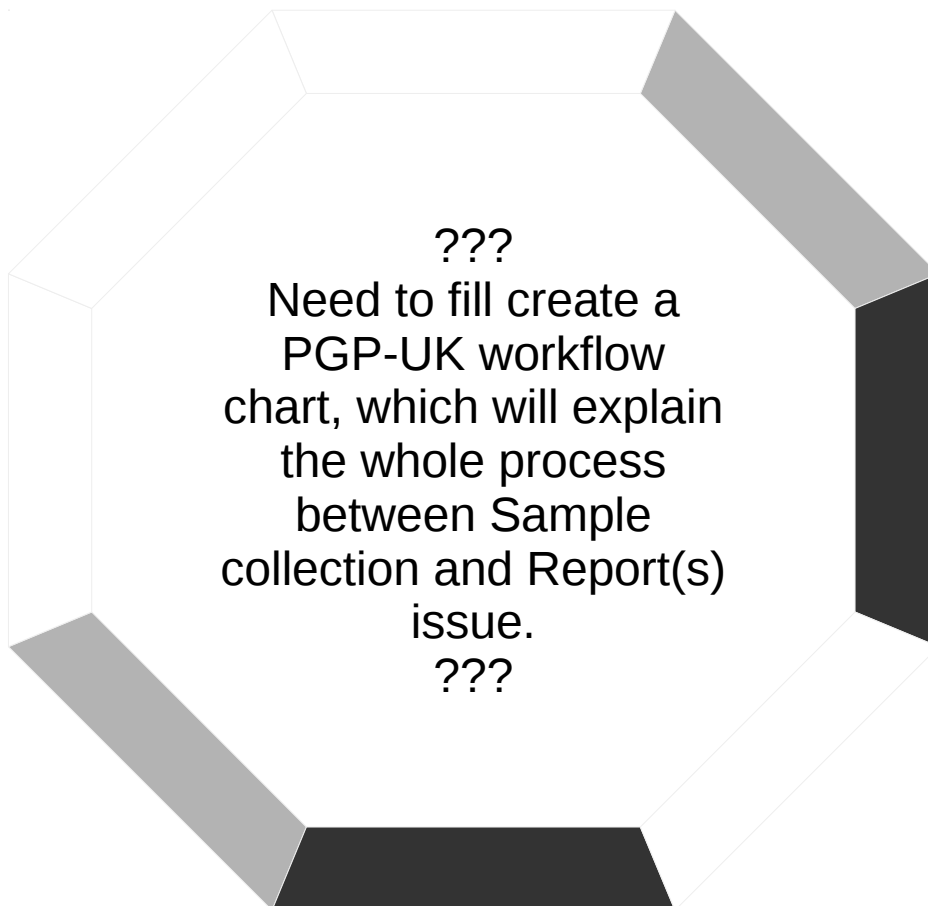 ???
Need to fill create a
PGP-UK workflow
chart, which will explain
the whole process
between Sample
collection and Report(s)
issue.
???